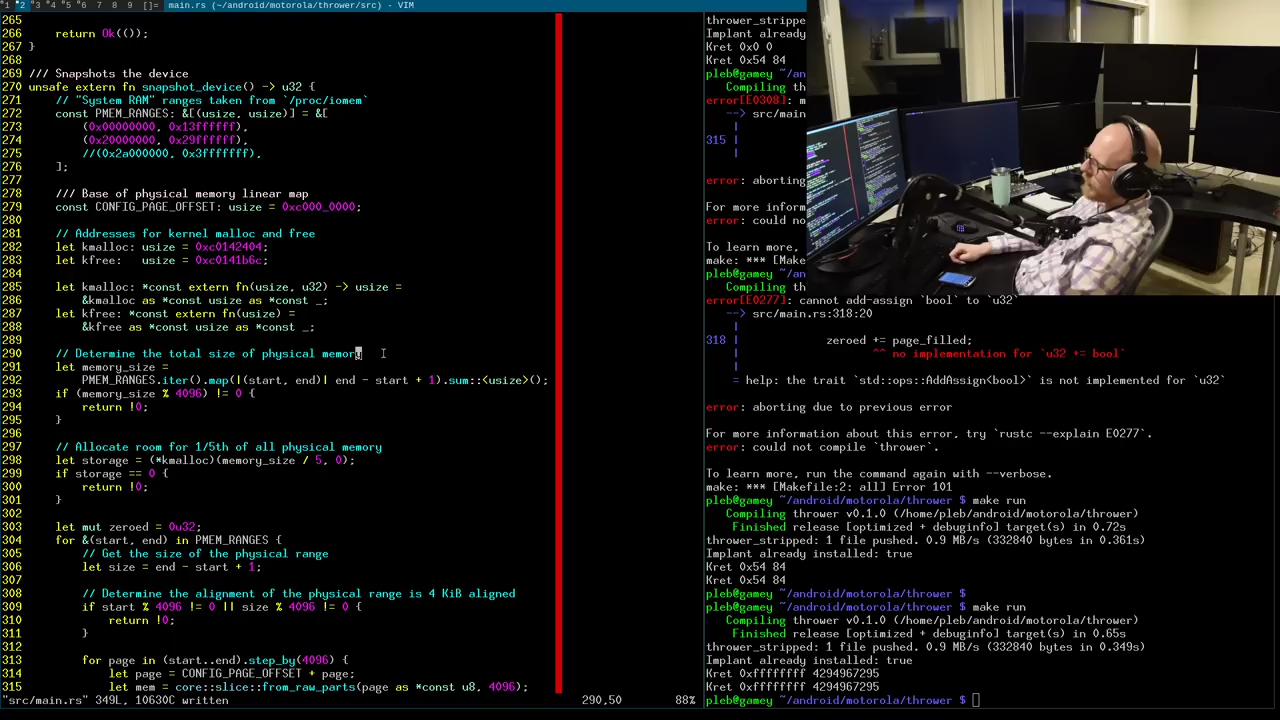 °1 °2 °3 °4 °5 °6 °7 °8 °9 []= main.rs (~/android/motorola/thrower/src) - VIM
265
266     return Ok(());
267 }
268
269 /// Snapshots the device
270 unsafe extern fn snapshot_device() -> u32 {
271     // "System RAM" ranges taken from `/proc/iomem`
272     const PMEM_RANGES: &[(usize, usize)] = &[
273         (0x00000000, 0x13ffffff),
274         (0x20000000, 0x29ffffff),
275         //(0x2a000000, 0x3fffffff),
276     ];
277
278     /// Base of physical memory linear map
279     const CONFIG_PAGE_OFFSET: usize = 0xc000_0000;
280
281     // Addresses for kernel malloc and free
282     let kmalloc: usize = 0xc0142404;
283     let kfree:   usize = 0xc0141b6c;
284
285     let kmalloc: *const extern fn(usize, u32) -> usize =
286         &kmalloc as *const usize as *const _;
287     let kfree: *const extern fn(usize) =
288         &kfree as *const usize as *const _;
289
290     // Determine the total size of physical memory
291     let memory_size =
292         PMEM_RANGES.iter().map(|(start, end)| end - start + 1).sum::<usize>();
293     if (memory_size % 4096) != 0 {
294         return !0;
295     }
296
297     // Allocate room for 1/5th of all physical memory
298     let storage = (*kmalloc)(memory_size / 5, 0);
299     if storage == 0 {
300         return !0;
301     }
302
303     let mut zeroed = 0u32;
304     for &(start, end) in PMEM_RANGES {
305         // Get the size of the physical range
306         let size = end - start + 1;
307
308         // Determine the alignment of the physical range is 4 KiB aligned
309         if start % 4096 != 0 || size % 4096 != 0 {
310             return !0;
311         }
312
313         for page in (start..end).step_by(4096) {
314             let page = CONFIG_PAGE_OFFSET + page;
315             let mem = core::slice::from_raw_parts(page as *const u8, 4096);
"src/main.rs" 349L, 10630C written     290,50     88%
thrower_stripped:
Implant already
Kret 0x0 0
Kret 0x54 84
pleb@gamey ~/an
Compiling th
error[E0308]: m
--> src/main
|
315 |
|
error: aborting
For more inform
error: could no
To learn more,
make: *** [Make
pleb@gamey ~/an
Compiling th
error[E0277]: cannot add-assign `bool` to `u32`
--> src/main.rs:318:20
|
318 |             zeroed += page_filled;
|                    ^^ no implementation for `u32 += bool`
|
= help: the trait `std::ops::AddAssign<bool>` is not implemented for `u32`
error: aborting due to previous error
For more information about this error, try `rustc --explain E0277`.
error: could not compile `thrower`.
To learn more, run the command again with --verbose.
make: *** [Makefile:2: all] Error 101
pleb@gamey ~/android/motorola/thrower $ make run
Compiling thrower v0.1.0 (/home/pleb/android/motorola/thrower)
Finished release [optimized + debuginfo] target(s) in 0.72s
thrower_stripped: 1 file pushed. 0.9 MB/s (332840 bytes in 0.361s)
Implant already installed: true
Kret 0x54 84
Kret 0x54 84
pleb@gamey ~/android/motorola/thrower $
pleb@gamey ~/android/motorola/thrower $ make run
Compiling thrower v0.1.0 (/home/pleb/android/motorola/thrower)
Finished release [optimized + debuginfo] target(s) in 0.65s
thrower_stripped: 1 file pushed. 0.9 MB/s (332840 bytes in 0.349s)
Implant already installed: true
Kret 0xffffffff 4294967295
Kret 0xffffffff 4294967295
pleb@gamey ~/android/motorola/thrower $